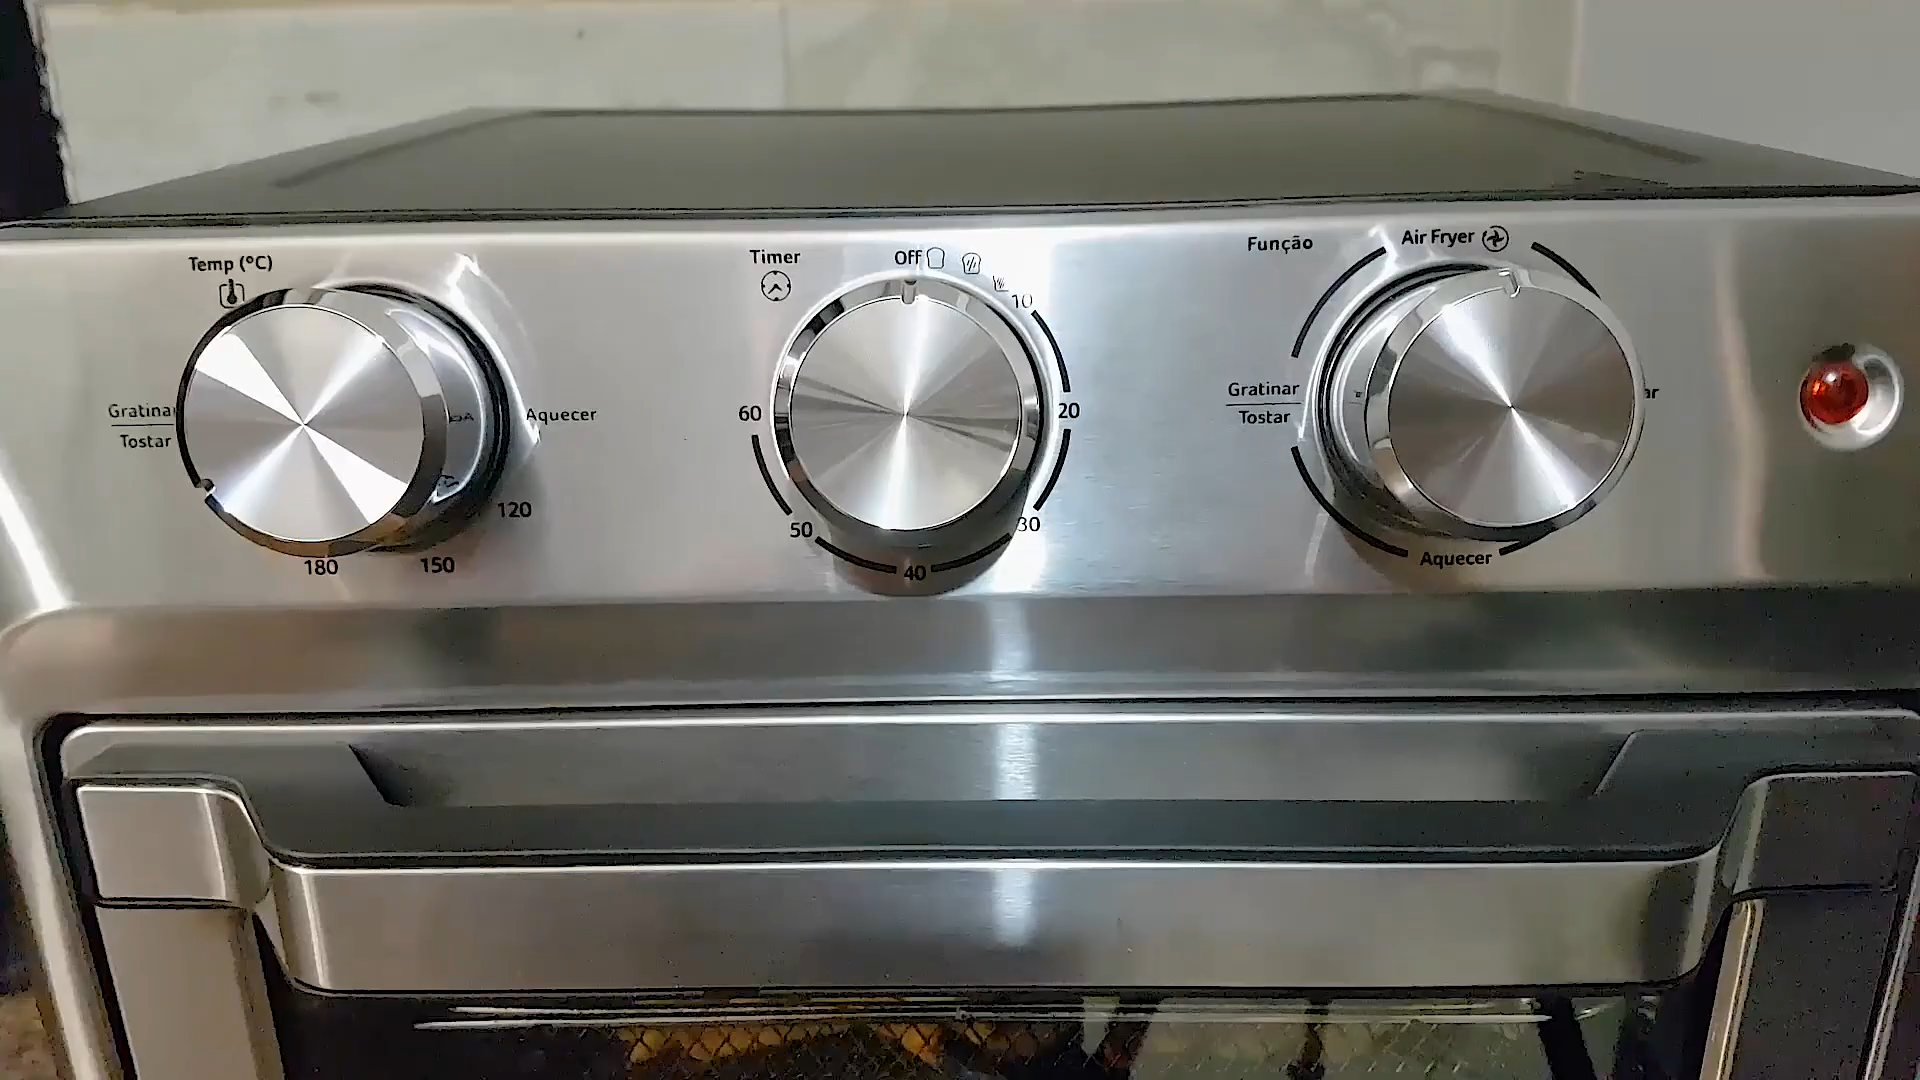 Temp (°C)
Gratinar
Tostar
Aquecer
120
150
180
Timer
Off
10
20
30
40
50
60
Função
Air Fryer
Gratinar
Tostar
Aquecer